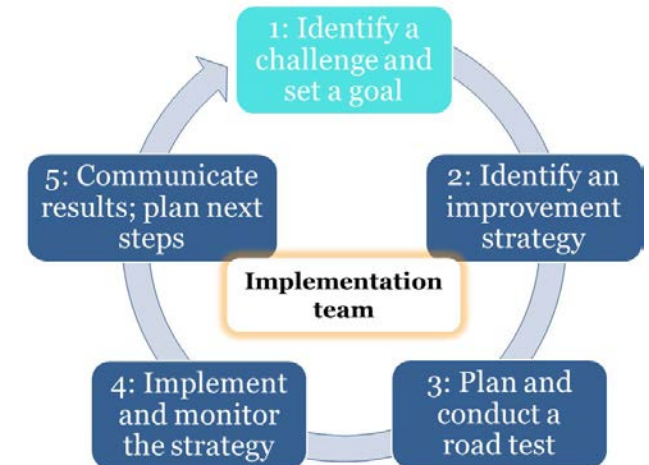 1: Identify a
challenge and
set a goal
2: Identify an
improvement
strategy
3: Plan and
conduct a
road test
4: Implement
and monitor
the strategy
5: Communicate
results; plan next
steps
Implementation
team